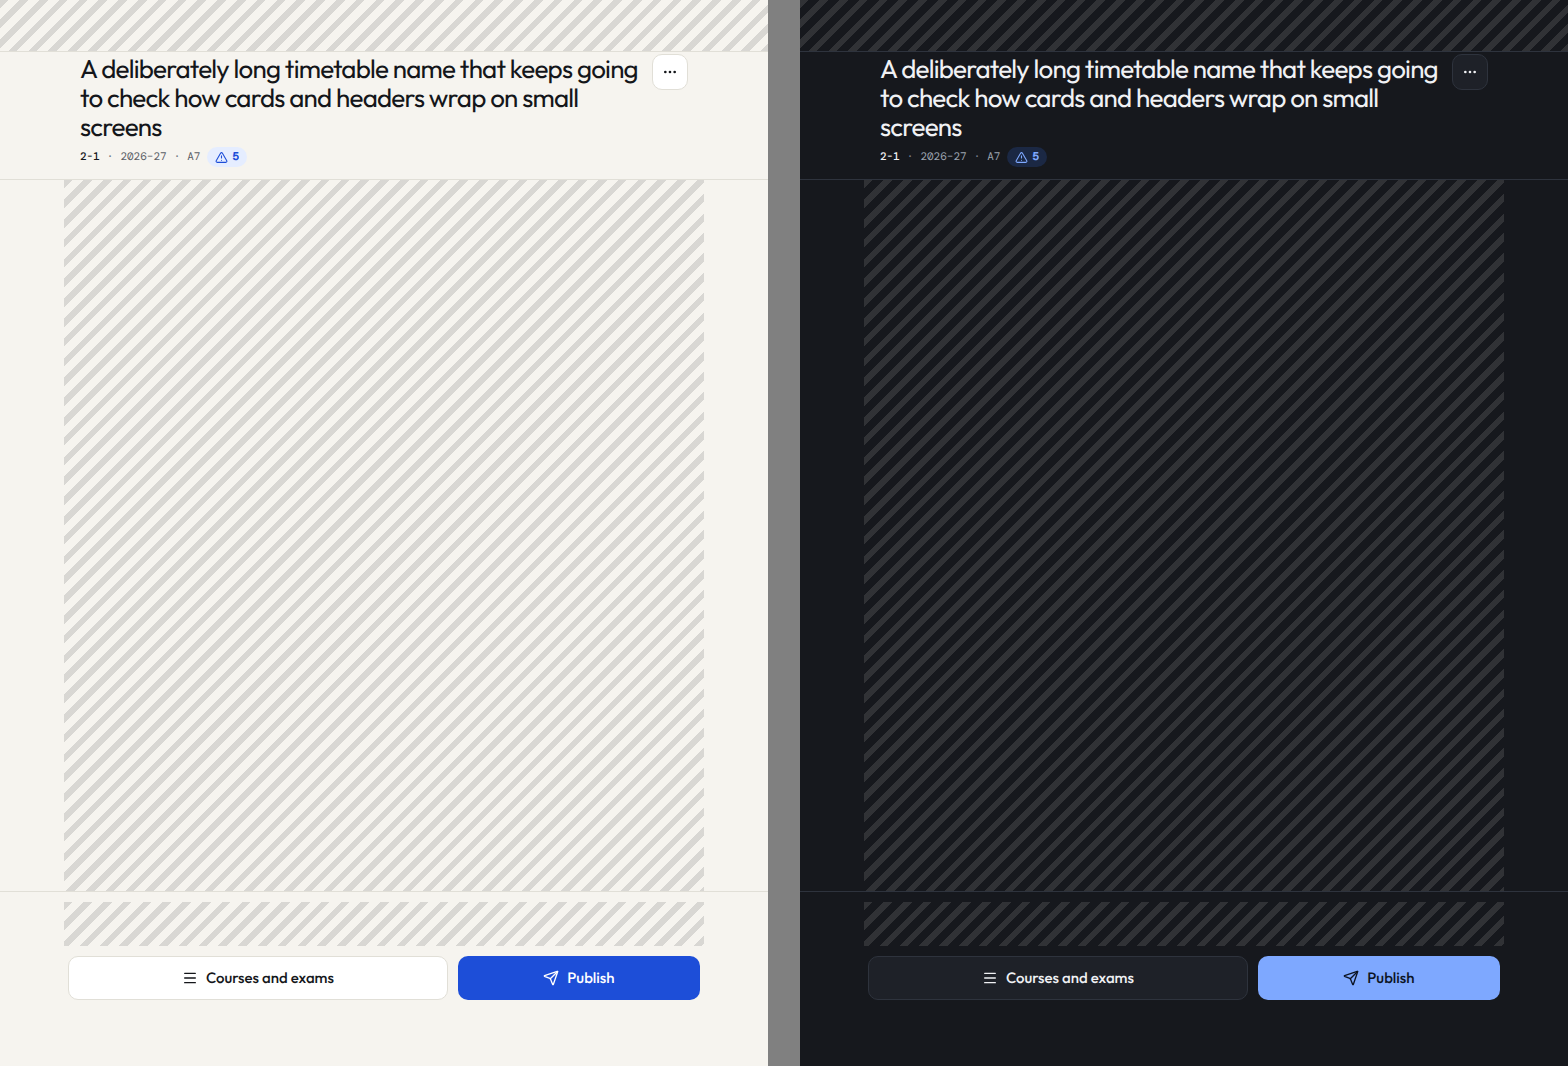 A deliberately long timetable name that keeps going
to check how cards and headers wrap on small
screens
2-1 · 2026-27 · A7 5
Courses and exams
Publish
A deliberately long timetable name that keeps going
to check how cards and headers wrap on small
screens
2-1 · 2026-27 · A7 5
Courses and exams
Publish